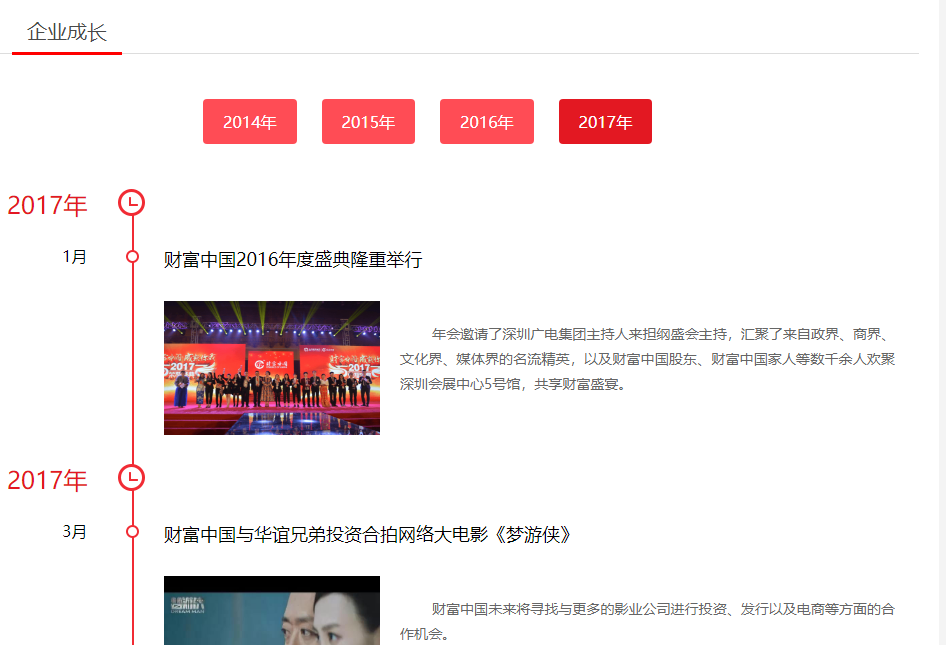 企业成长
2014年
2015年
2016年
2017年
2017年
1月
财富中国2016年度盛典隆重举行
2017
2017
年会邀请了深圳广电集团主持人来担纲盛会主持，汇聚了来自政界、商界、
文化界、媒体界的名流精英，以及财富中国股东、财富中国家人等数千余人欢聚
深圳会展中心5号馆，共享财富盛宴。
2017年
3月
财富中国与华谊兄弟投资合拍网络大电影《梦游侠》
财富中国未来将寻找与更多的影业公司进行投资、发行以及电商等方面的合
作机会。